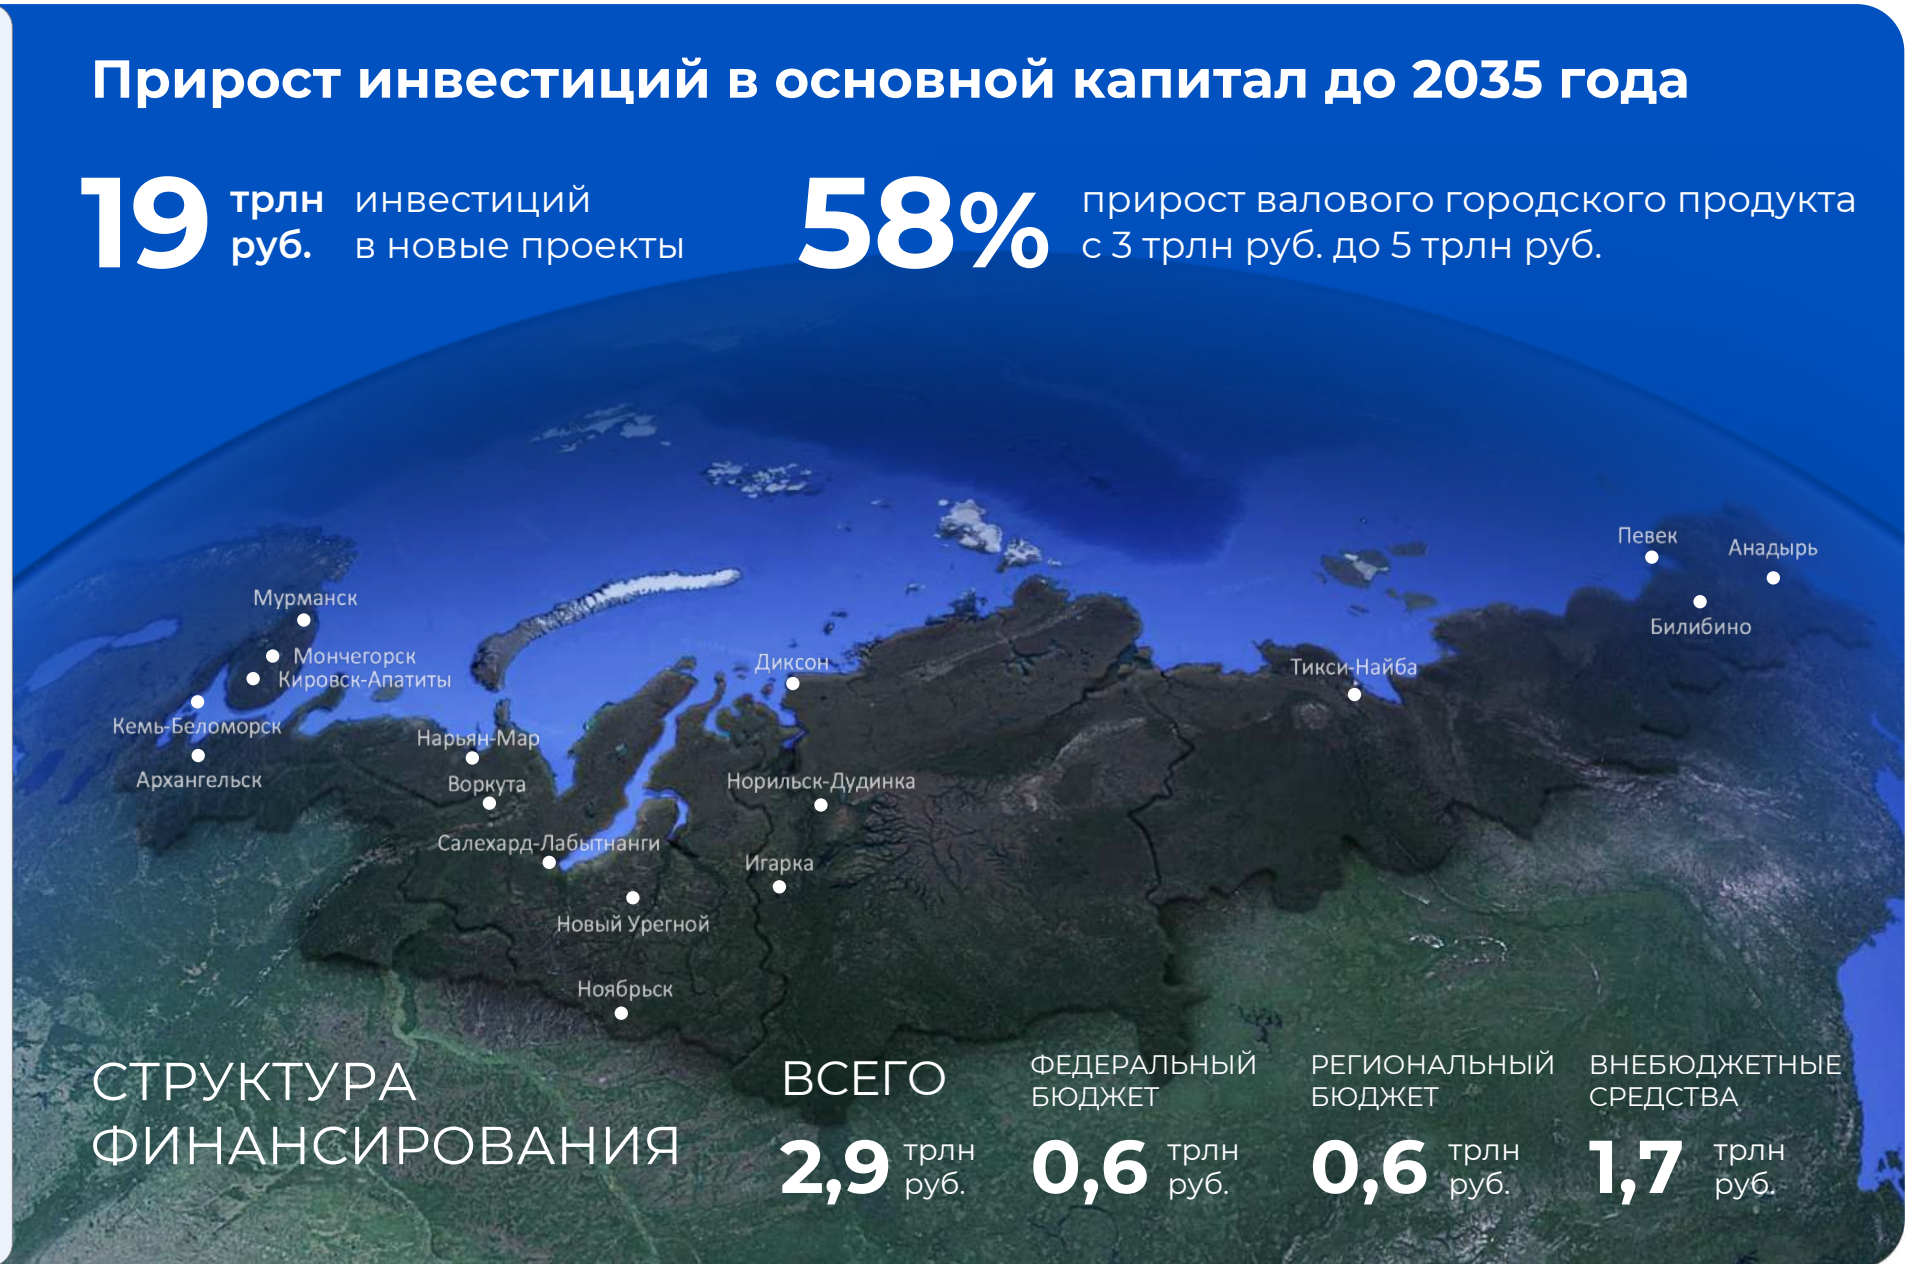 Прирост инвестиций в основной капитал до 2035 года
19 трлн руб. инвестиций в новые проекты
58% прирост валового городского продукта
с 3 трлн руб. до 5 трлн руб.
Певек
Анадырь
Билибино
Мурманск
Мончегорск
Кировск-Апатиты
Кемь-Беломорск
Архангельск
Нарьян-Мар
Воркута
Салехард-Лабытнанги
Новый Урегной
Ноябрьск
Диксон
Норильск-Дудинка
Игарка
Тикси-Найба
СТРУКТУРА
ФИНАНСИРОВАНИЯ
ВСЕГО
2,9 трлн руб.
ФЕДЕРАЛЬНЫЙ
БЮДЖЕТ
0,6 трлн руб.
РЕГИОНАЛЬНЫЙ
БЮДЖЕТ
0,6 трлн руб.
ВНЕБЮДЖЕТНЫЕ
СРЕДСТВА
1,7 трлн руб.